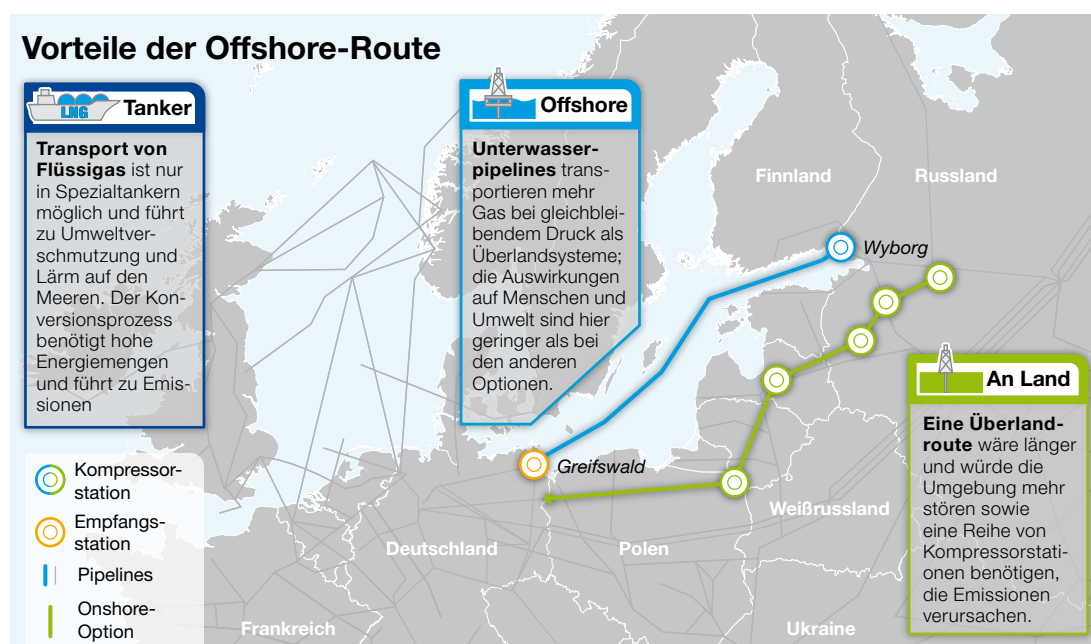 Vorteile der Offshore-Route
LNG
Tanker
Transport von
Flüssigas ist nur
in Spezialtankern
möglich und führt
zu Umweltver-
schmutzung und
Lärm auf den
Meeren. Der Kon-
versionsprozess
benötigt hohe
Energiemengen
und führt zu Emis-
sionen
Offshore
Unterwasser-
pipelines trans-
portieren mehr
Gas bei gleichblei-
bendem Druck als
Überlandsysteme;
die Auswirkungen
auf Menschen und
Umwelt sind hier
geringer als bei
den anderen
Optionen.
Finnland
Russland
Wyborg
An Land
Eine Überland-
route wäre länger
und würde die
Umgebung mehr
stören sowie
eine Reihe von
Kompressorstati-
onen benötigen,
die Emissionen
verursachen.
Greifswald
Weißrussland
Deutschland
Polen
Frankreich
Ukraine
Kompressor-
station
Empfangs-
station
Pipelines
Onshore-
Option